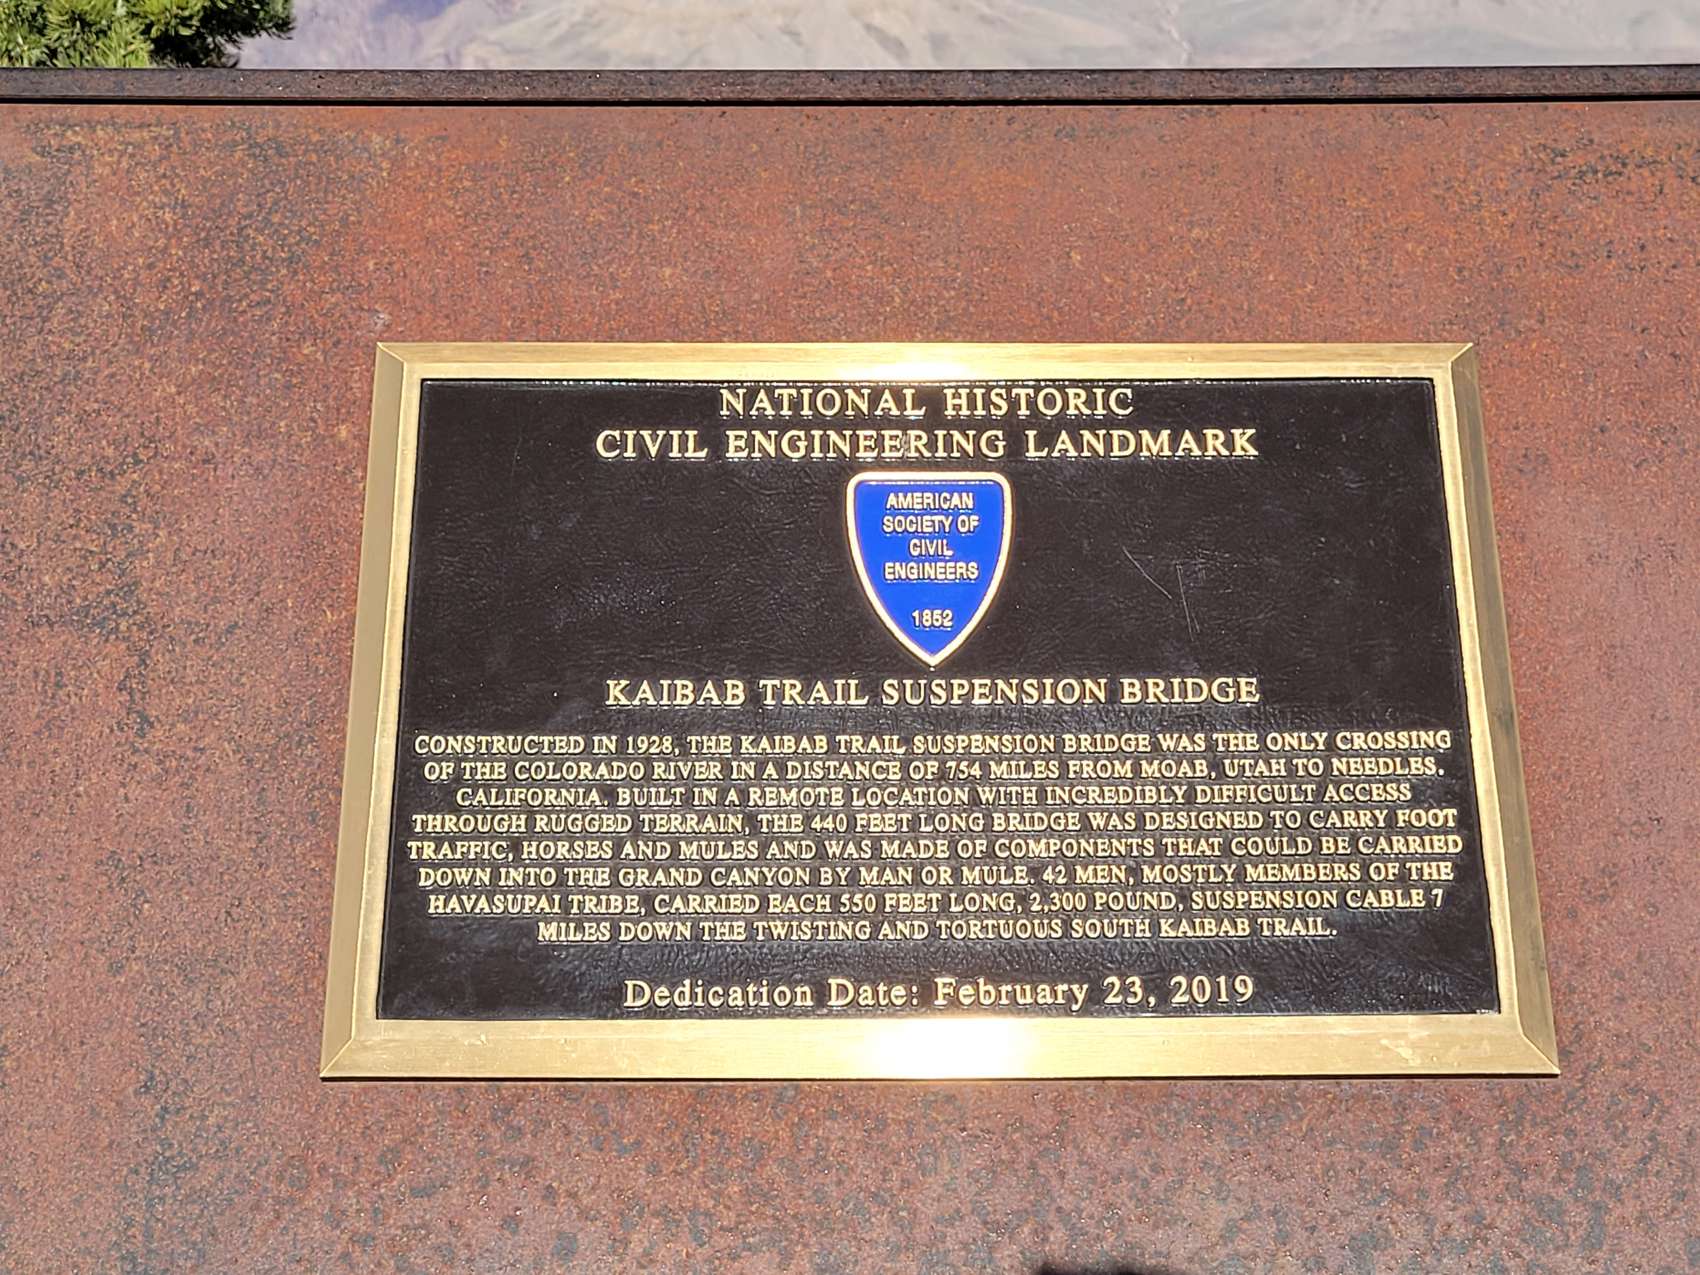 NATIONAL HISTORIC
CIVIL ENGINEERING LANDMARK
AMERICAN
SOCIETY OF
CIVIL
ENGINEERS
1852
KAIBAB TRAIL SUSPENSION BRIDGE
CONSTRUCTED IN 1928, THE KAIBAB TRAIL SUSPENSION BRIDGE WAS THE ONLY CROSSING
OF THE COLORADO RIVER IN A DISTANCE OF 754 MILES FROM MOAB, UTAH TO NEEDLES,
CALIFORNIA. BUILT IN A REMOTE LOCATION WITH INCREDIBLY DIFFICULT ACCESS
THROUGH RUGGED TERRAIN, THE 440 FEET LONG BRIDGE WAS DESIGNED TO CARRY FOOT
TRAFFIC, HORSES AND MULES AND WAS MADE OF COMPONENTS THAT COULD BE CARRIED
DOWN INTO THE GRAND CANYON BY MAN OR MULE. 42 MEN, MOSTLY MEMBERS OF THE
HAVASUPAI TRIBE, CARRIED EACH 550 FEET LONG, 2,300 POUND, SUSPENSION CABLE 7
MILES DOWN THE TWISTING AND TORTUOUS SOUTH KAIBAB TRAIL.
Dedication Date: February 23, 2019